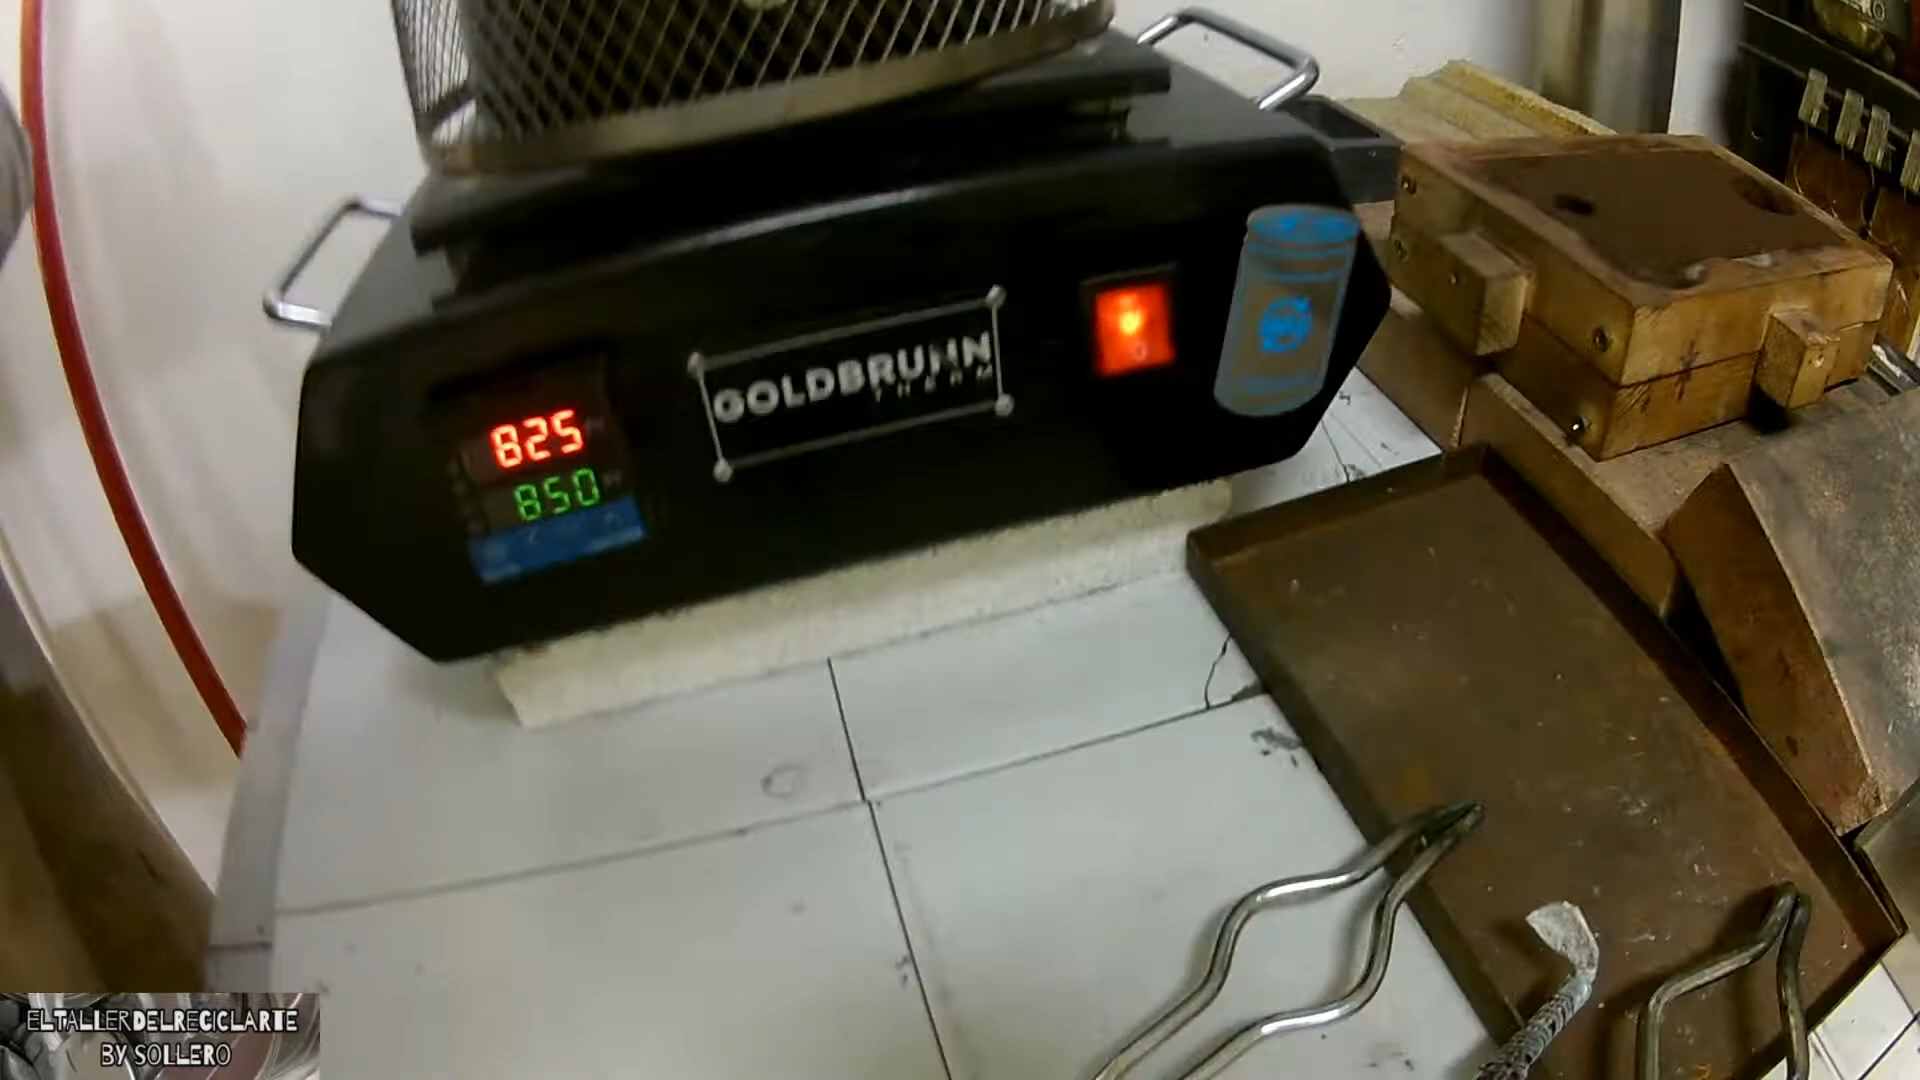 GOLDBRUHN
THERM
825
850
ELTALLERDELRECICLARTE
BY SOLLERO